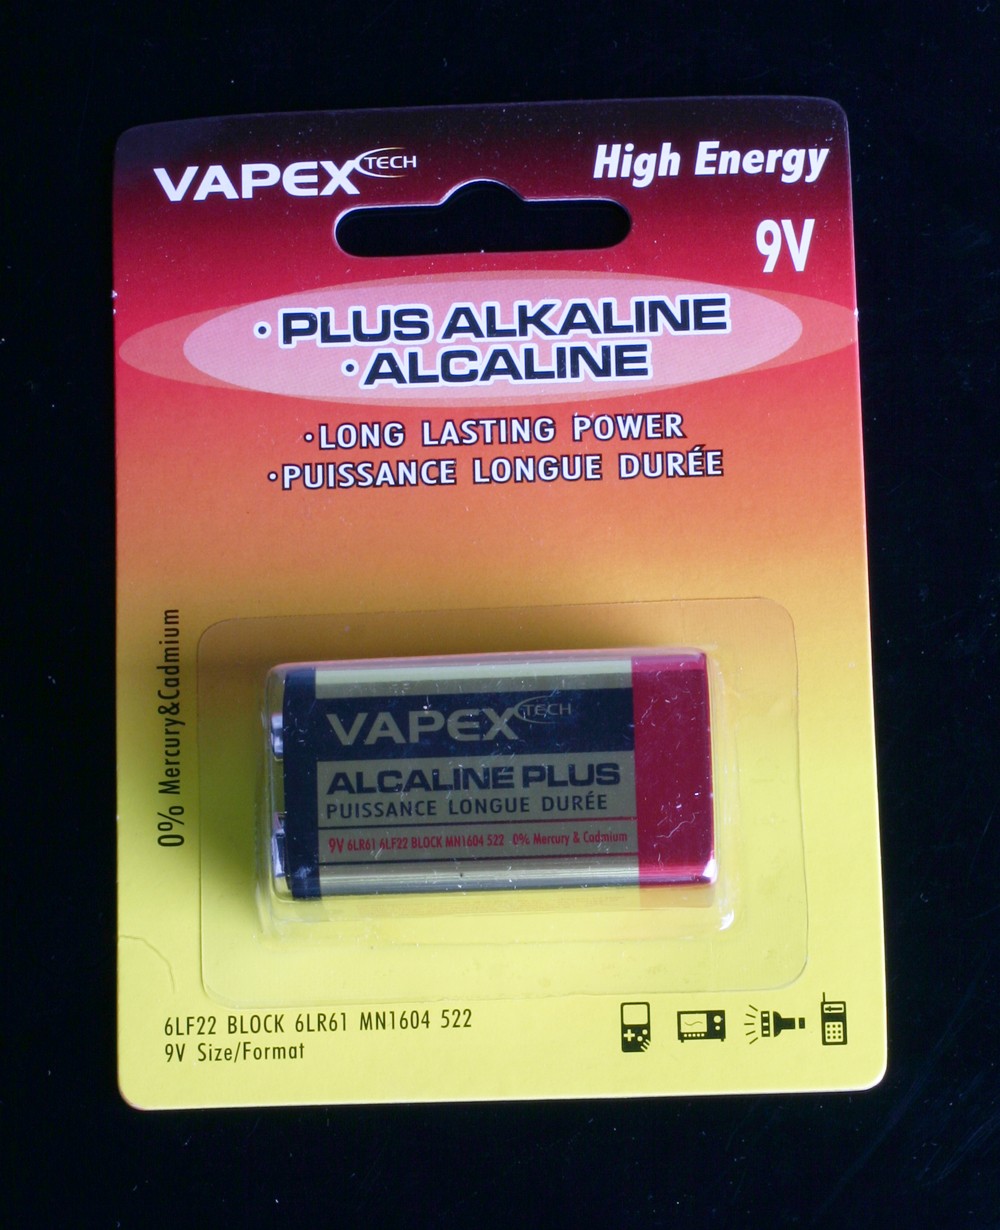 VAPEX TECH
High Energy
9V
• PLUS ALKALINE
• ALCALINE
• LONG LASTING POWER
• PUISSANCE LONGUE DURÉE
0% Mercury&Cadmium
VAPEX TECH
ALCALINE PLUS
PUISSANCE LONGUE DURÉE
9V 6LR61 6LF22 BLOCK MN1604 522 0% Mercury & Cadmium
6LF22 BLOCK 6LR61 MN1604 522
9V Size/Format